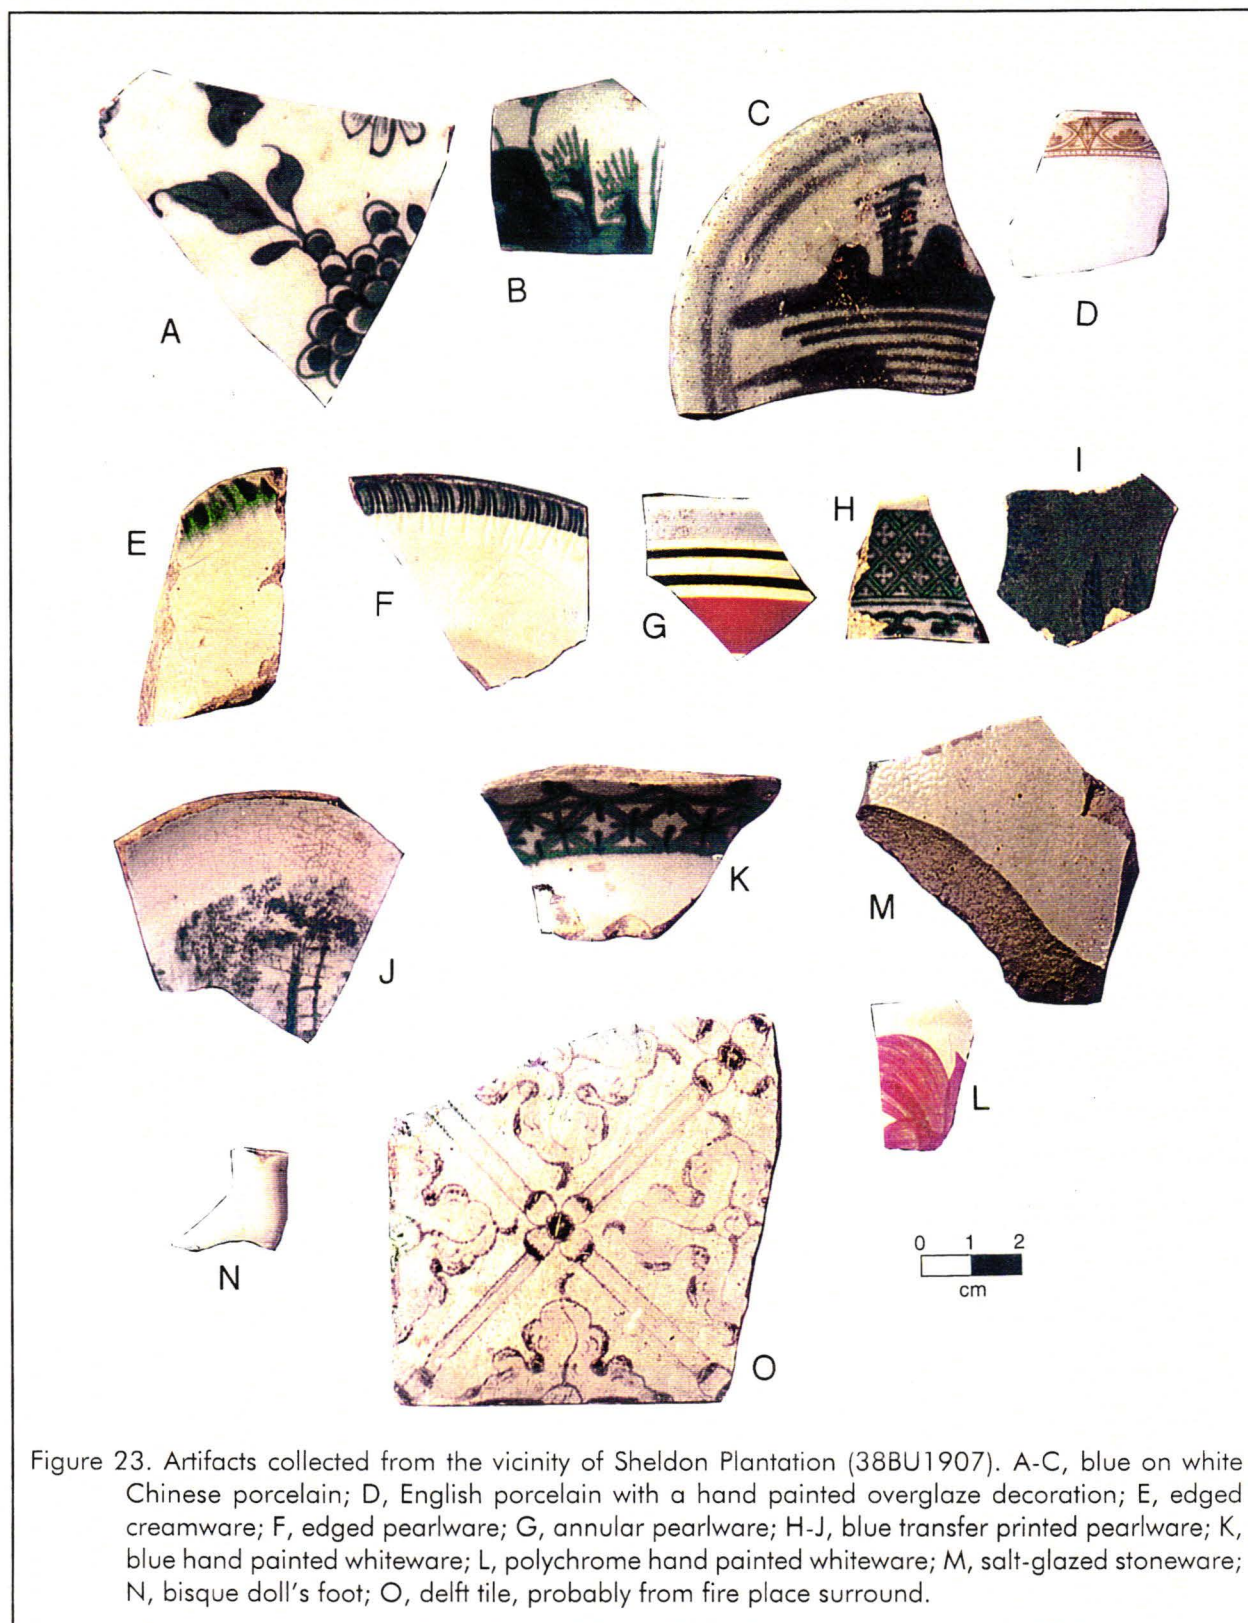 A
B
C
D
E
F
G
H
I
J
K
M
L
N
O
0 1 2
cm
Figure 23. Artifacts collected from the vicinity of Sheldon Plantation (38BU1907). A-C, blue on white
Chinese porcelain; D, English porcelain with a hand painted overglaze decoration; E, edged
creamware; F, edged pearlware; G, annular pearlware; H-J, blue transfer printed pearlware; K,
blue hand painted whiteware; L, polychrome hand painted whiteware; M, salt-glazed stoneware;
N, bisque doll's foot; O, delft tile, probably from fire place surround.